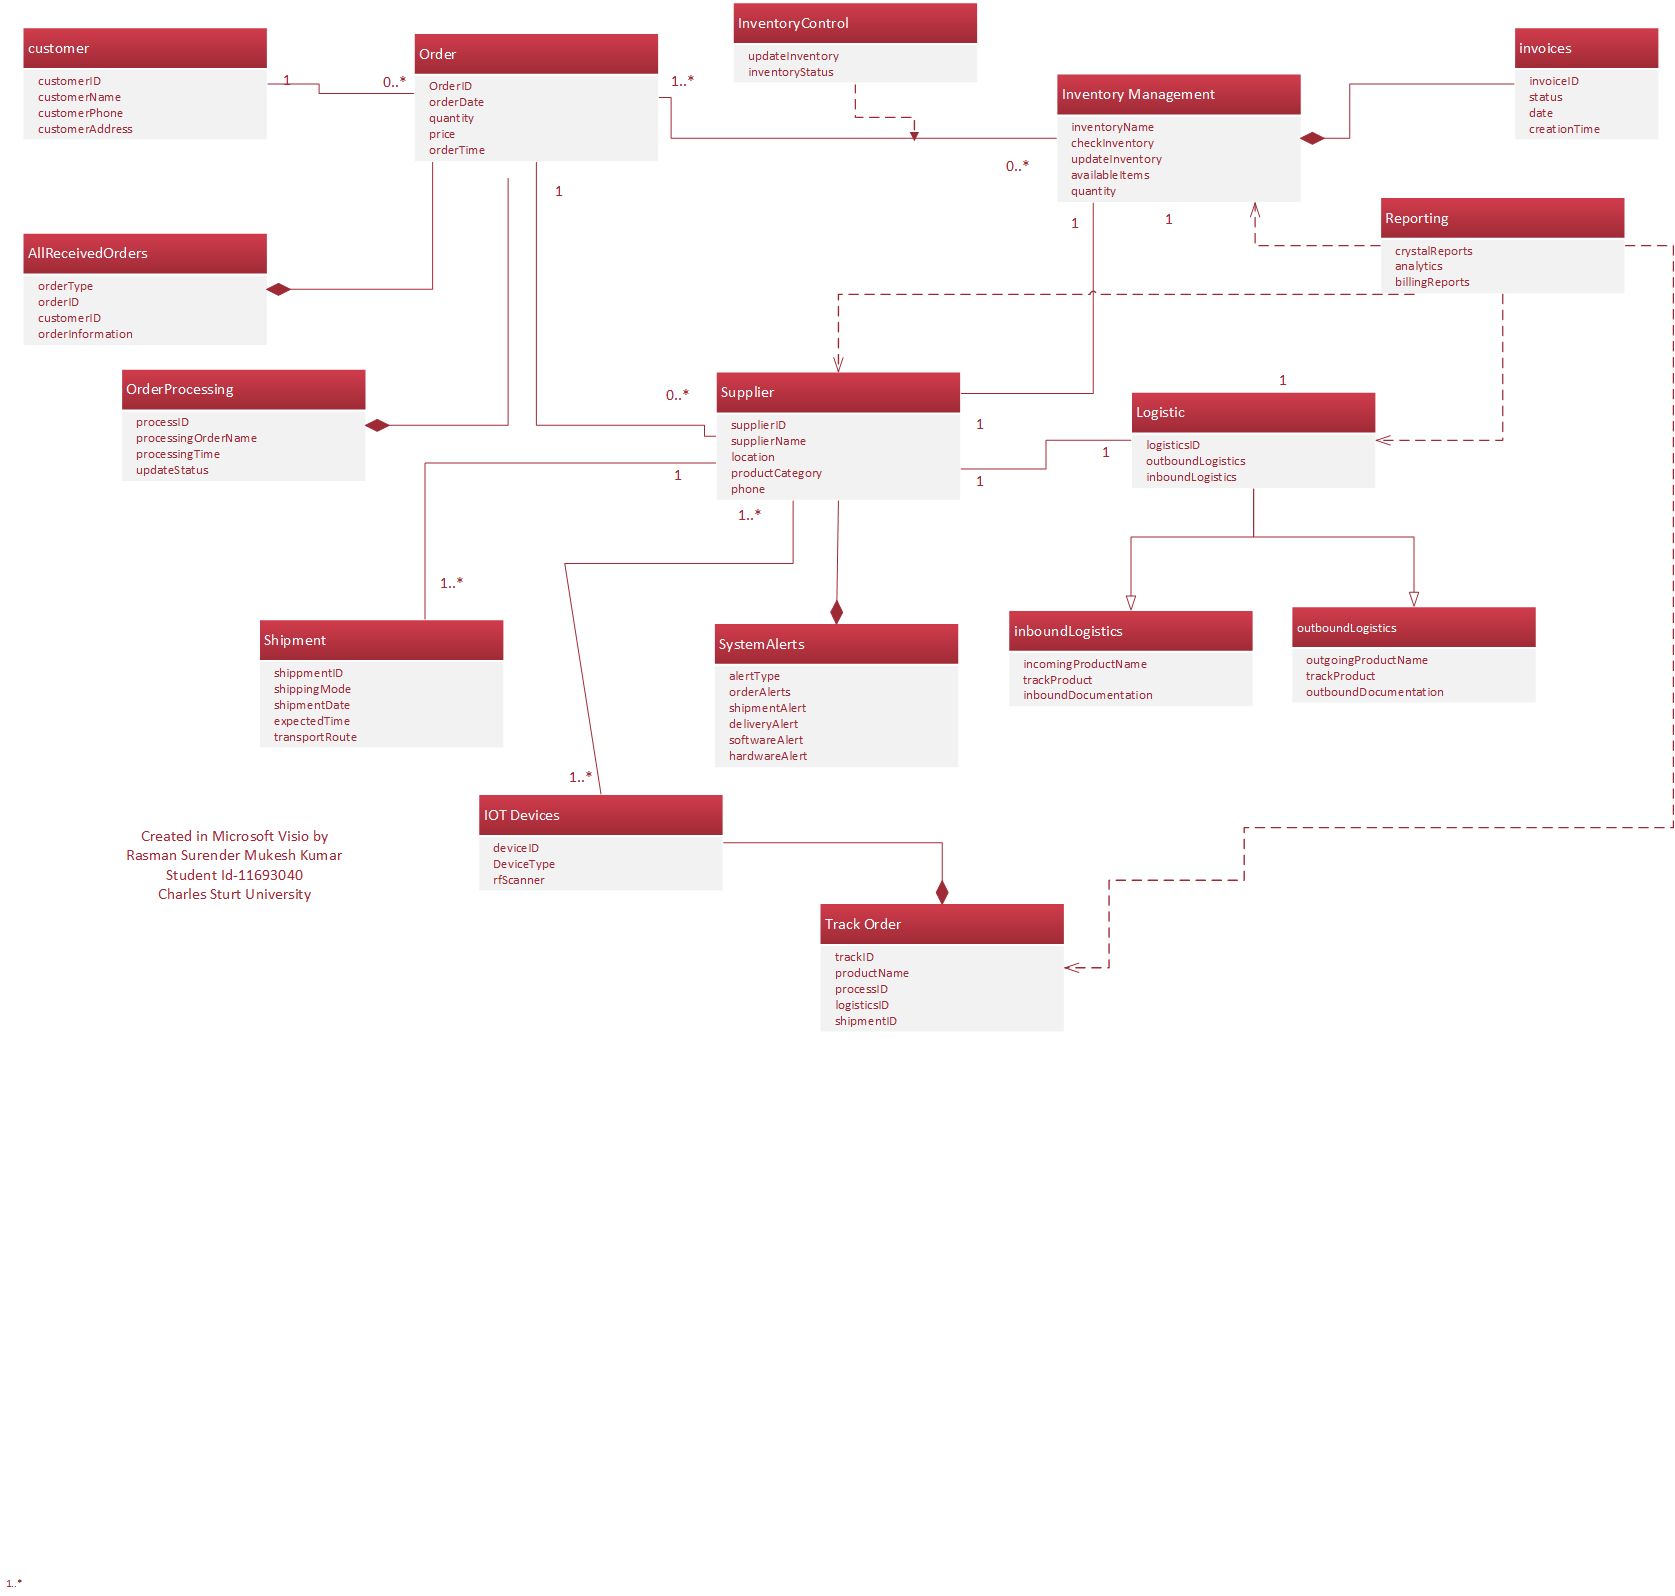 customer
customerID
customerName
customerPhone
customerAddress
1
0..*
Order
OrderID
orderDate
quantity
price
orderTime
1..*
1
InventoryControl
updateInventory
inventoryStatus
Inventory Management
inventoryName
checkInventory
updateInventory
availableItems
quantity
0..*
1
1
invoices
invoiceID
status
date
creationTime
Reporting
crystalReports
analytics
billingReports
AllReceivedOrders
orderType
orderID
customerID
orderInformation
OrderProcessing
processID
processingOrderName
processingTime
updateStatus
0..*
Supplier
supplierID
supplierName
location
productCategory
phone
1
1
1
1..*
1
1
Logistic
logisticsID
outboundLogistics
inboundLogistics
1..*
Shipment
shippmentID
shippingMode
shipmentDate
expectedTime
transportRoute
SystemAlerts
alertType
orderAlerts
shipmentAlert
deliveryAlert
softwareAlert
hardwareAlert
inboundLogistics
incomingProductName
trackProduct
inboundDocumentation
outboundLogistics
outgoingProductName
trackProduct
outboundDocumentation
1..*
IOT Devices
deviceID
DeviceType
rfScanner
Created in Microsoft Visio by
Rasman Surender Mukesh Kumar
Student Id-11693040
Charles Sturt University
Track Order
trackID
productName
processID
logisticsID
shipmentID
1..*